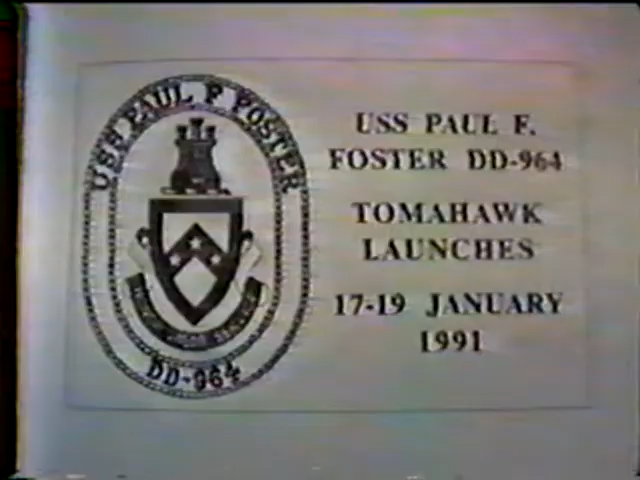 USS PAUL F FOSTER
DD-964
USS PAUL F.
FOSTER DD-964
TOMAHAWK
LAUNCHES
17-19 JANUARY
1991